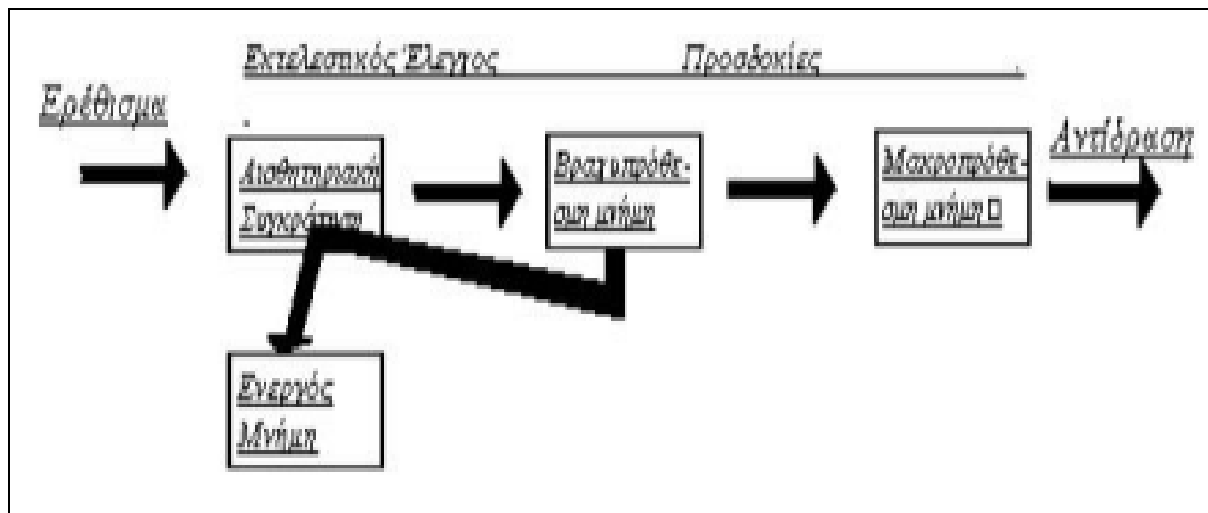 Εκτελεστικός Έλεγχος Προσδοκίες
Ερέθισμα
Αισθητηριακή
Συγκράτηση
Βραχυπρόθε-
σμη μνήμη
Μακροπρόθε-
σμη μνήμη □
Αντίδραση
Ενεργός
Μνήμη